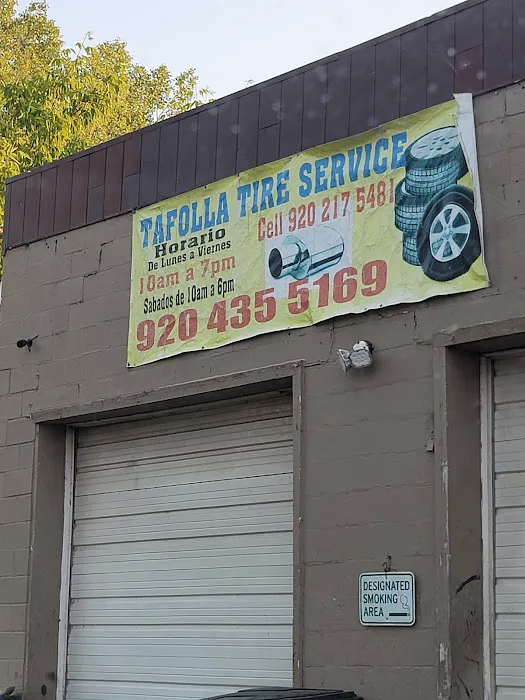 TAFOLLA TIRE SERVICE
Horario
De Lunes a Viernes
10am a 7pm
Sabados de 10am a 6pm
Cell 920 217 5481
920 435 5169
DESIGNATED
SMOKING
AREA